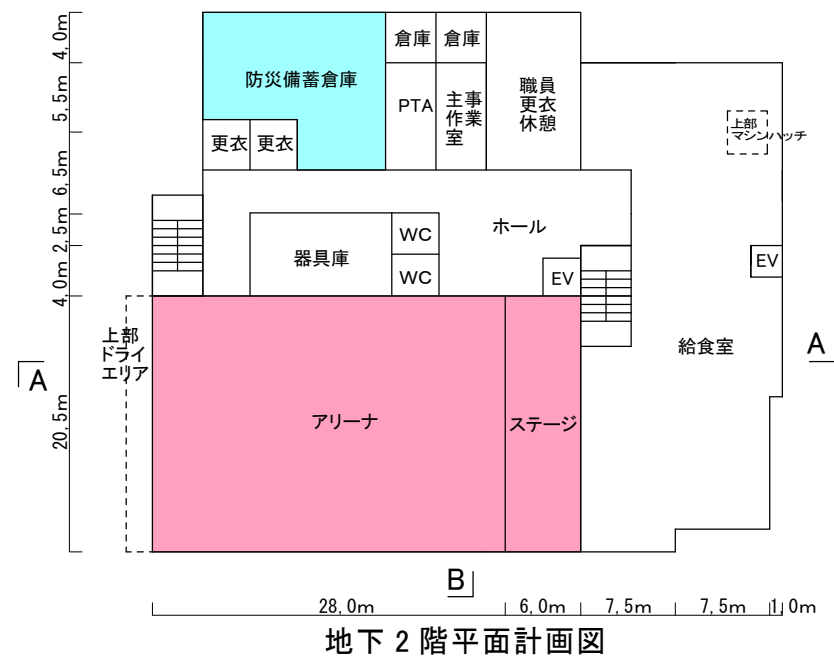 4,0m
5,5m
6,5m
2,5m
4,0m
20,5m
倉庫
倉庫
防災備蓄倉庫
PTA
主事
作業
室
職員
更衣
休憩
上部
マシンハッチ
更衣
更衣
ホール
WC
器具庫
WC
EV
EV
上部
ドライ
エリア
給食室
A
A
アリーナ
ステージ
B
28,0m
6,0m
7,5m
7,5m
1,0m
地下2階平面計画図